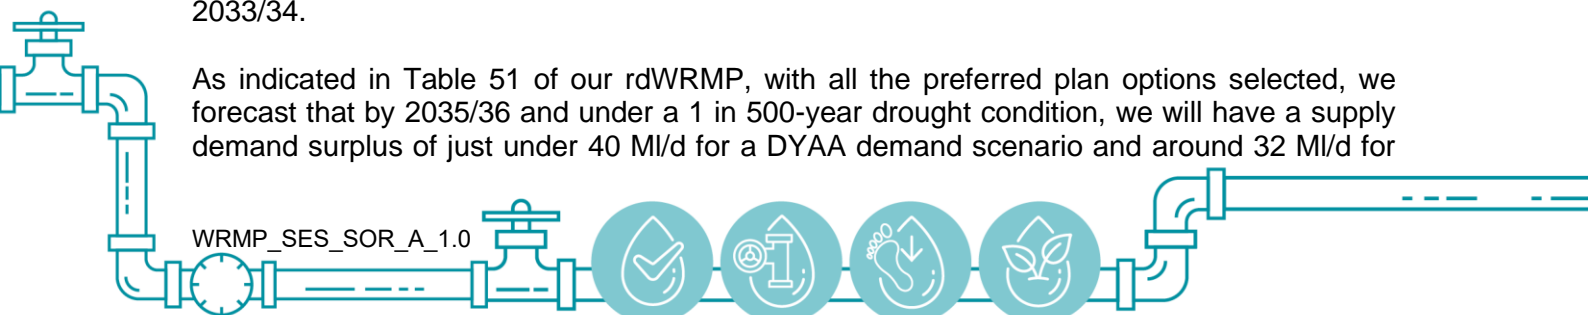 2033/34.
As indicated in Table 51 of our rdWRMP, with all the preferred plan options selected, we
forecast that by 2035/36 and under a 1 in 500-year drought condition, we will have a supply
demand surplus of just under 40 Ml/d for a DYAA demand scenario and around 32 Ml/d for
WRMP_SES_SOR_A_1.0